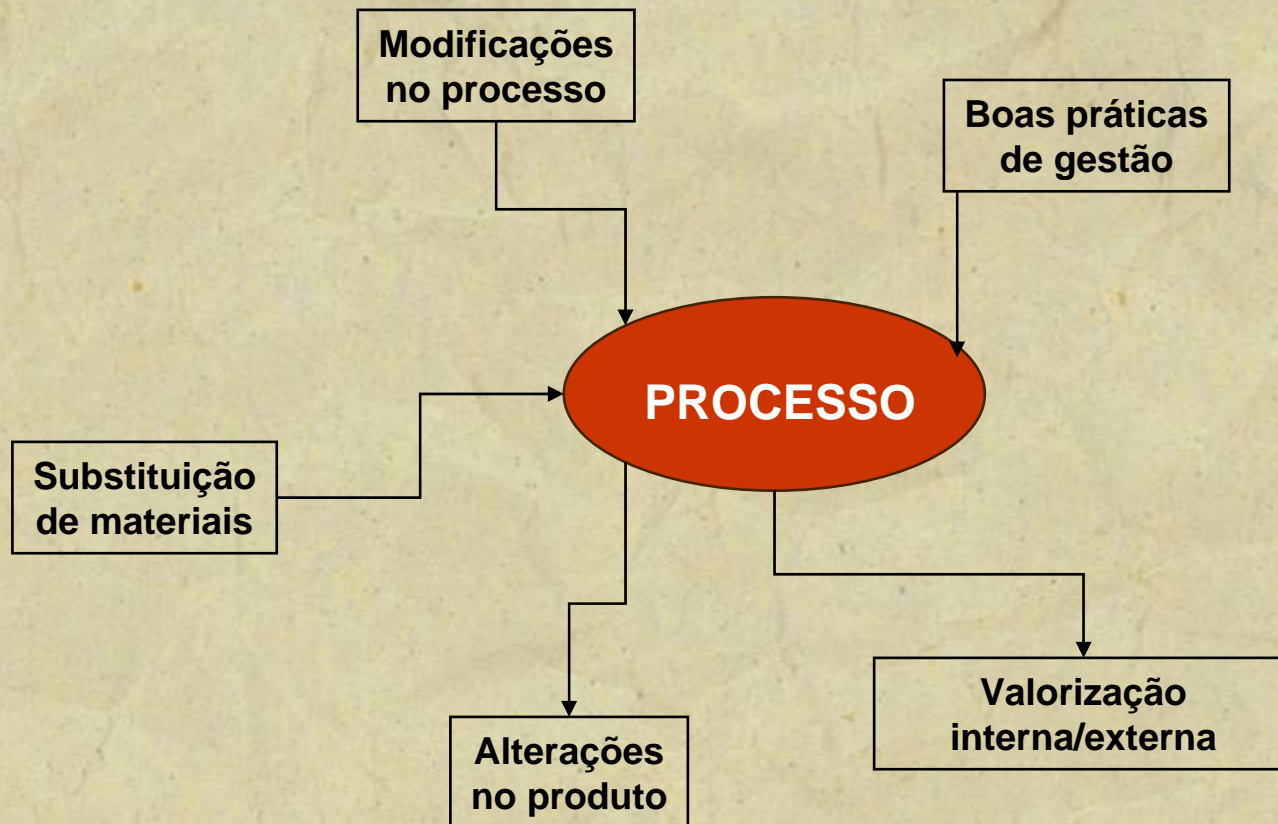 Modificações
no processo
Boas práticas
de gestão
PROCESSO
Substituição
de materiais
Valorização
interna/externa
Alterações
no produto